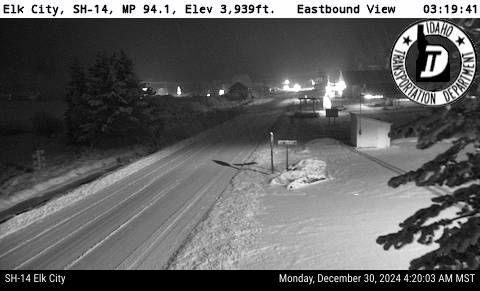 Elk City, SH-14, MP 94.1, Elev 3,939ft. Eastbound View 03:19:41
IDAHO
TRANSPORTATION DEPARTMENT
SH-14 Elk City
Monday, December 30, 2024 4:20:03 AM MST